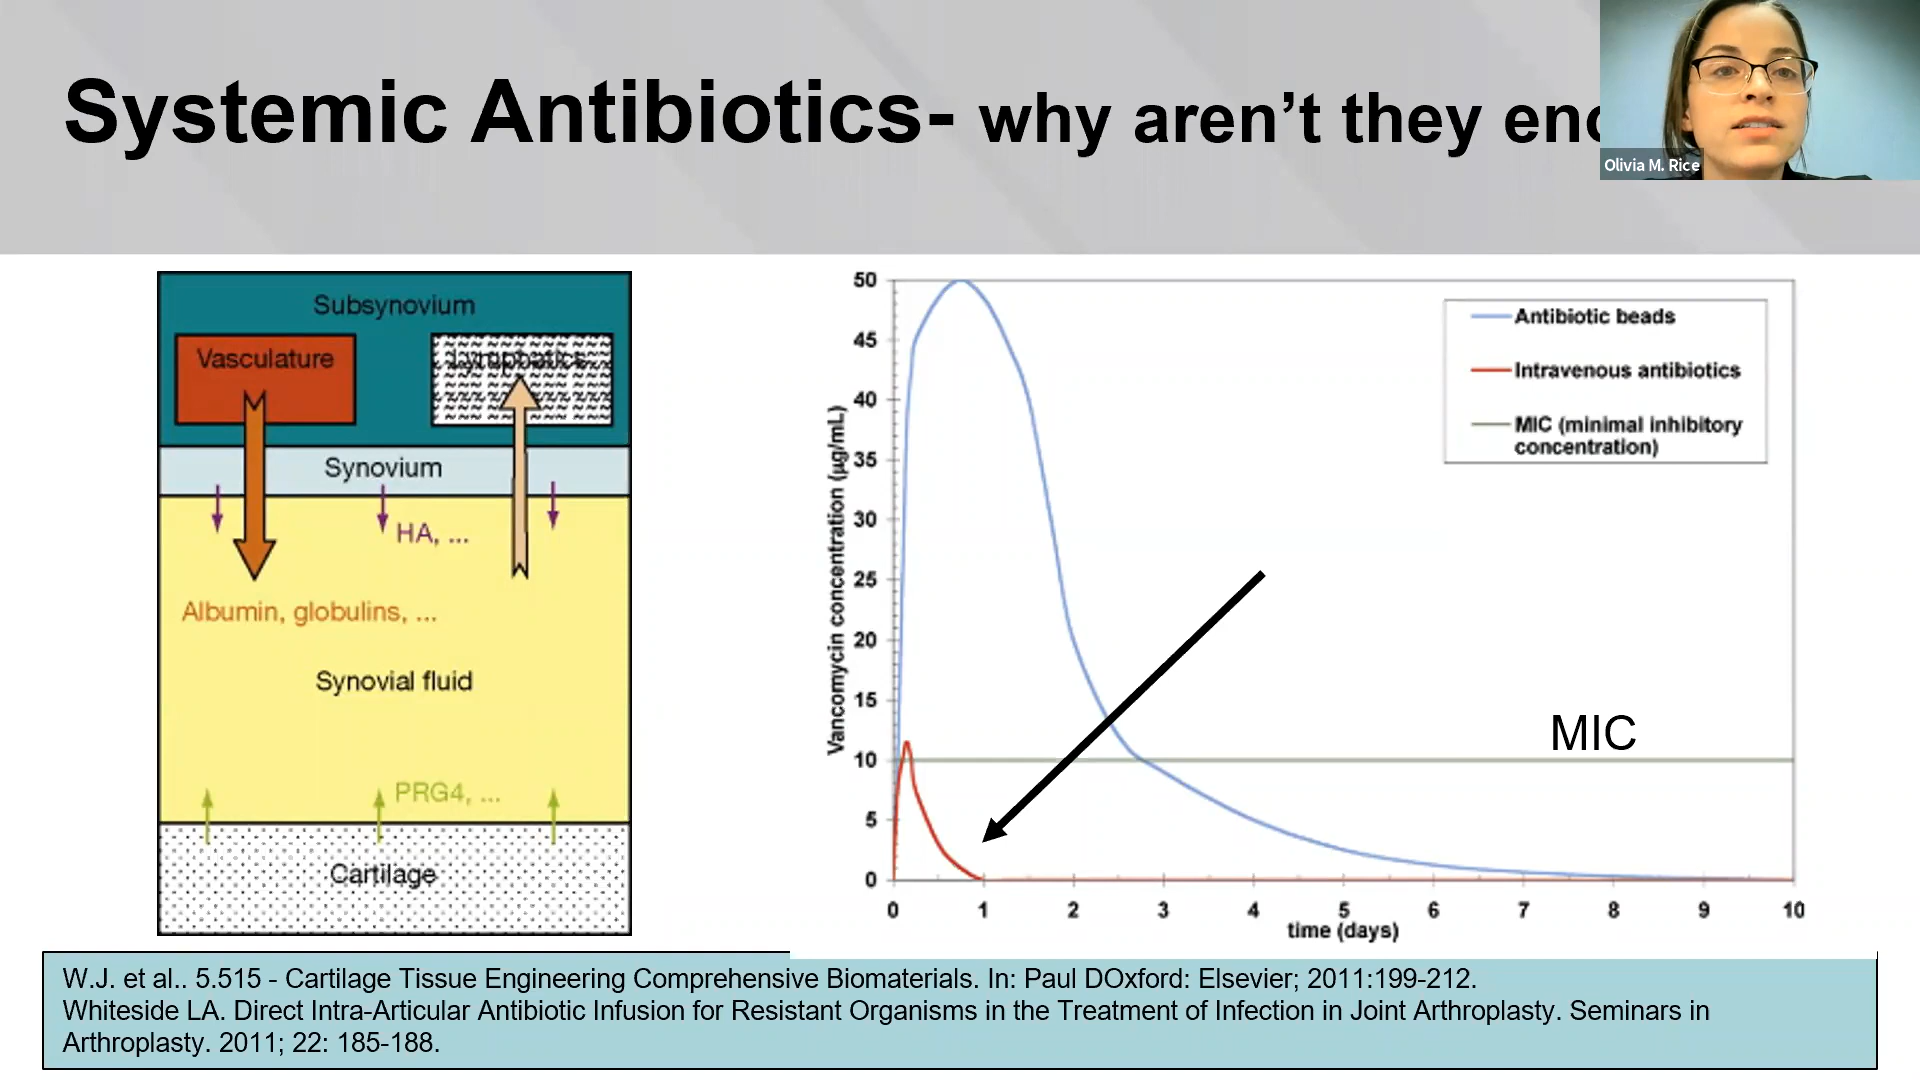 Systemic Antibiotics- why aren't they
Olivia M. Rice
Subsynovium
Vasculature
Lymphatics
Synovium
HA, ...
Albumin, globulins, ...
Synovial fluid
PRG4, ...
Cartilage
Vancomycin concentration (µg/mL)
50
45
40
35
30
25
20
15
10
5
0
Antibiotic beads
Intravenous antibiotics
MIC (minimal inhibitory
concentration)
MIC
0 1 2 3 4 5 6 7 8 9 10
time (days)
W.J. et al.. 5.515 - Cartilage Tissue Engineering Comprehensive Biomaterials. In: Paul DOxford: Elsevier; 2011:199-212.
Whiteside LA. Direct Intra-Articular Antibiotic Infusion for Resistant Organisms in the Treatment of Infection in Joint Arthroplasty. Seminars in
Arthroplasty. 2011; 22: 185-188.